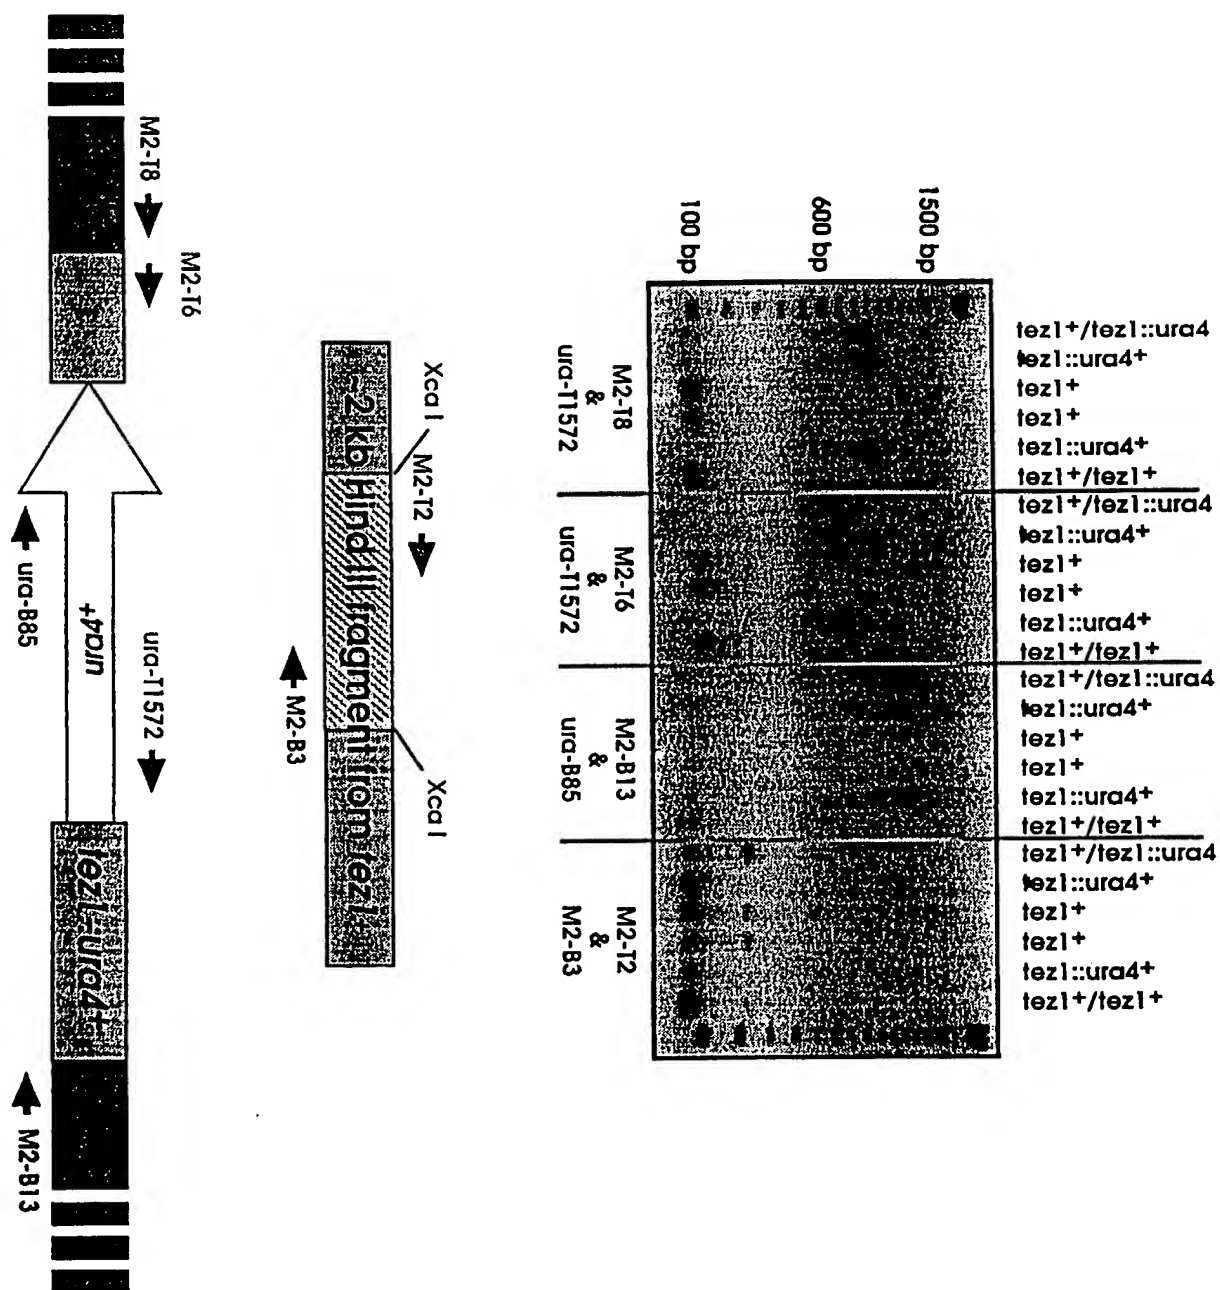 M2-T8
M2-T6
ura-B85
ura4+
ura-T1572
tez1-ura4+
M2-B13
Xca I
M2-T2
~2 kb Hind III fragment from tez1
M2-B3
Xca I
1500 bp
600 bp
100 bp
tez1+/tez1::ura4
tez1::ura4+
tez1+
tez1+
tez1::ura4+
tez1+/tez1+
tez1+/tez1::ura4
tez1::ura4+
tez1+
tez1+
tez1::ura4+
tez1+/tez1+
tez1+/tez1::ura4
tez1::ura4+
tez1+
tez1+
tez1::ura4+
tez1+/tez1+
tez1+/tez1::ura4
tez1::ura4+
tez1+
tez1+
tez1::ura4+
tez1+/tez1+
M2-T8
&
ura-T1572
M2-T6
&
ura-T1572
M2-B13
&
ura-B85
M2-T2
&
M2-B3